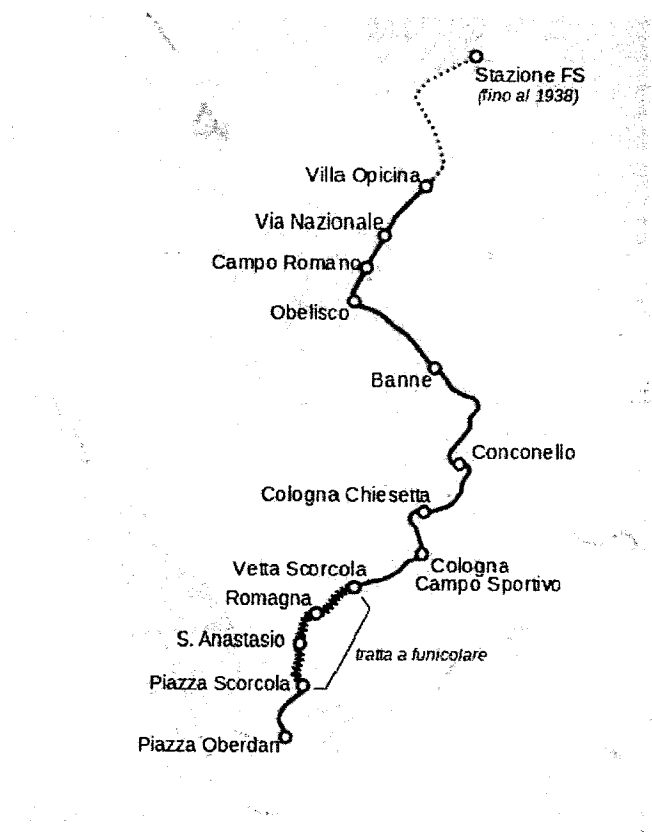 Stazione FS
(fino al 1938)
Villa Opicina
Via Nazionale
Campo Romano
Obelisco
Banne
Conconello
Cologna Chiesetta
Cologna
Campo Sportivo
Vetta Scorcola
Romagna
S. Anastasio
tratta a funicolare
Piazza Scorcola
Piazza Oberdan